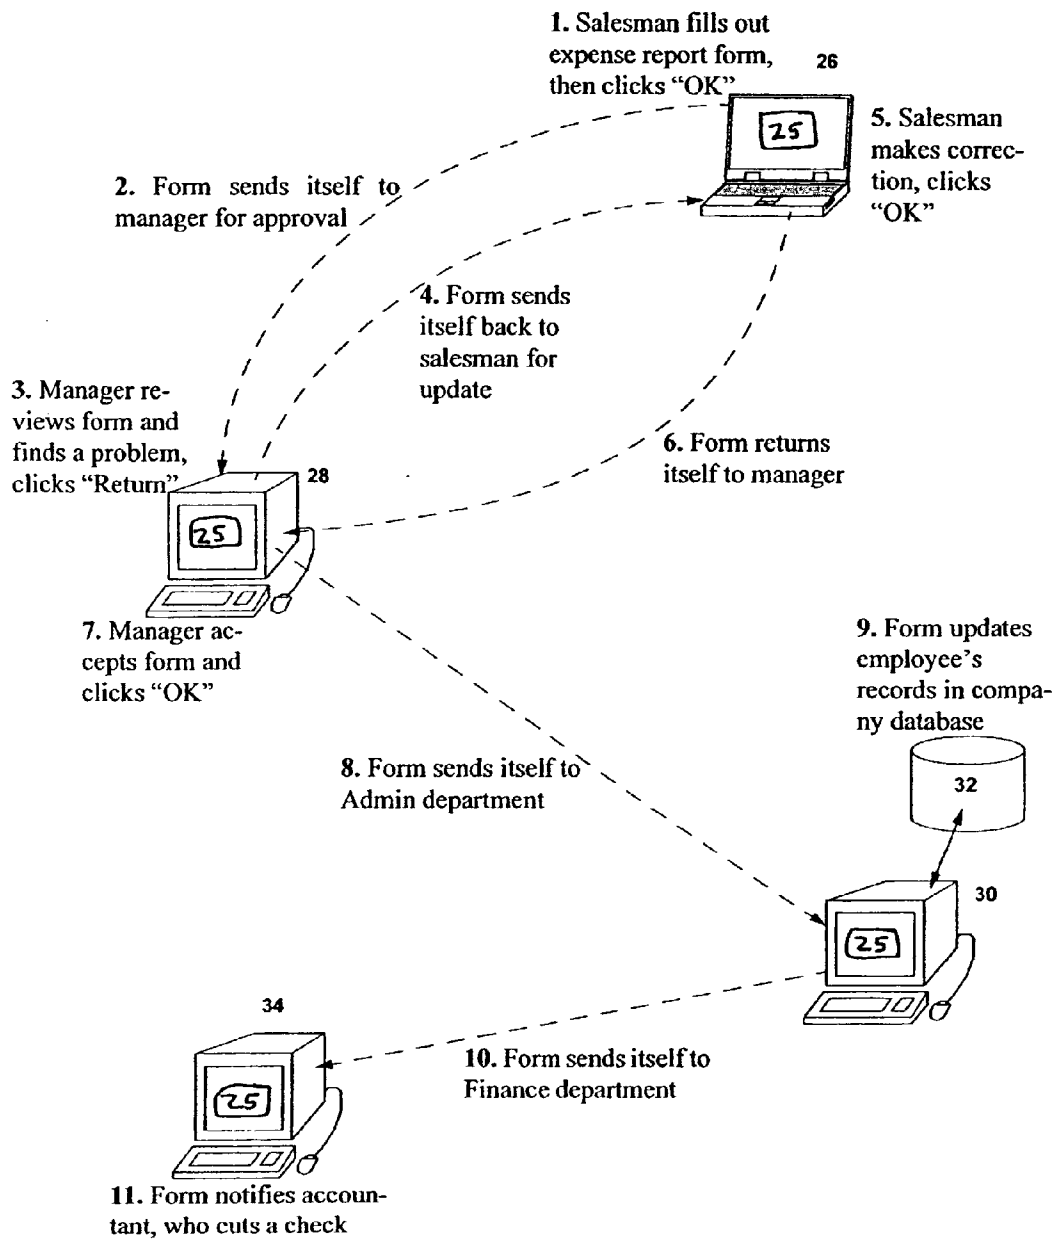 1. Salesman fills out
expense report form,
then clicks “OK”
26
25
5. Salesman
makes correc-
tion, clicks
“OK”
2. Form sends itself to
manager for approval
4. Form sends
itself back to
salesman for
update
3. Manager re-
views form and
finds a problem,
clicks “Return”
28
25
6. Form returns
itself to manager
7. Manager ac-
cepts form and
clicks “OK”
9. Form updates
employee’s
records in compa-
ny database
32
8. Form sends itself to
Admin department
30
25
34
25
10. Form sends itself to
Finance department
11. Form notifies accoun-
tant, who cuts a check